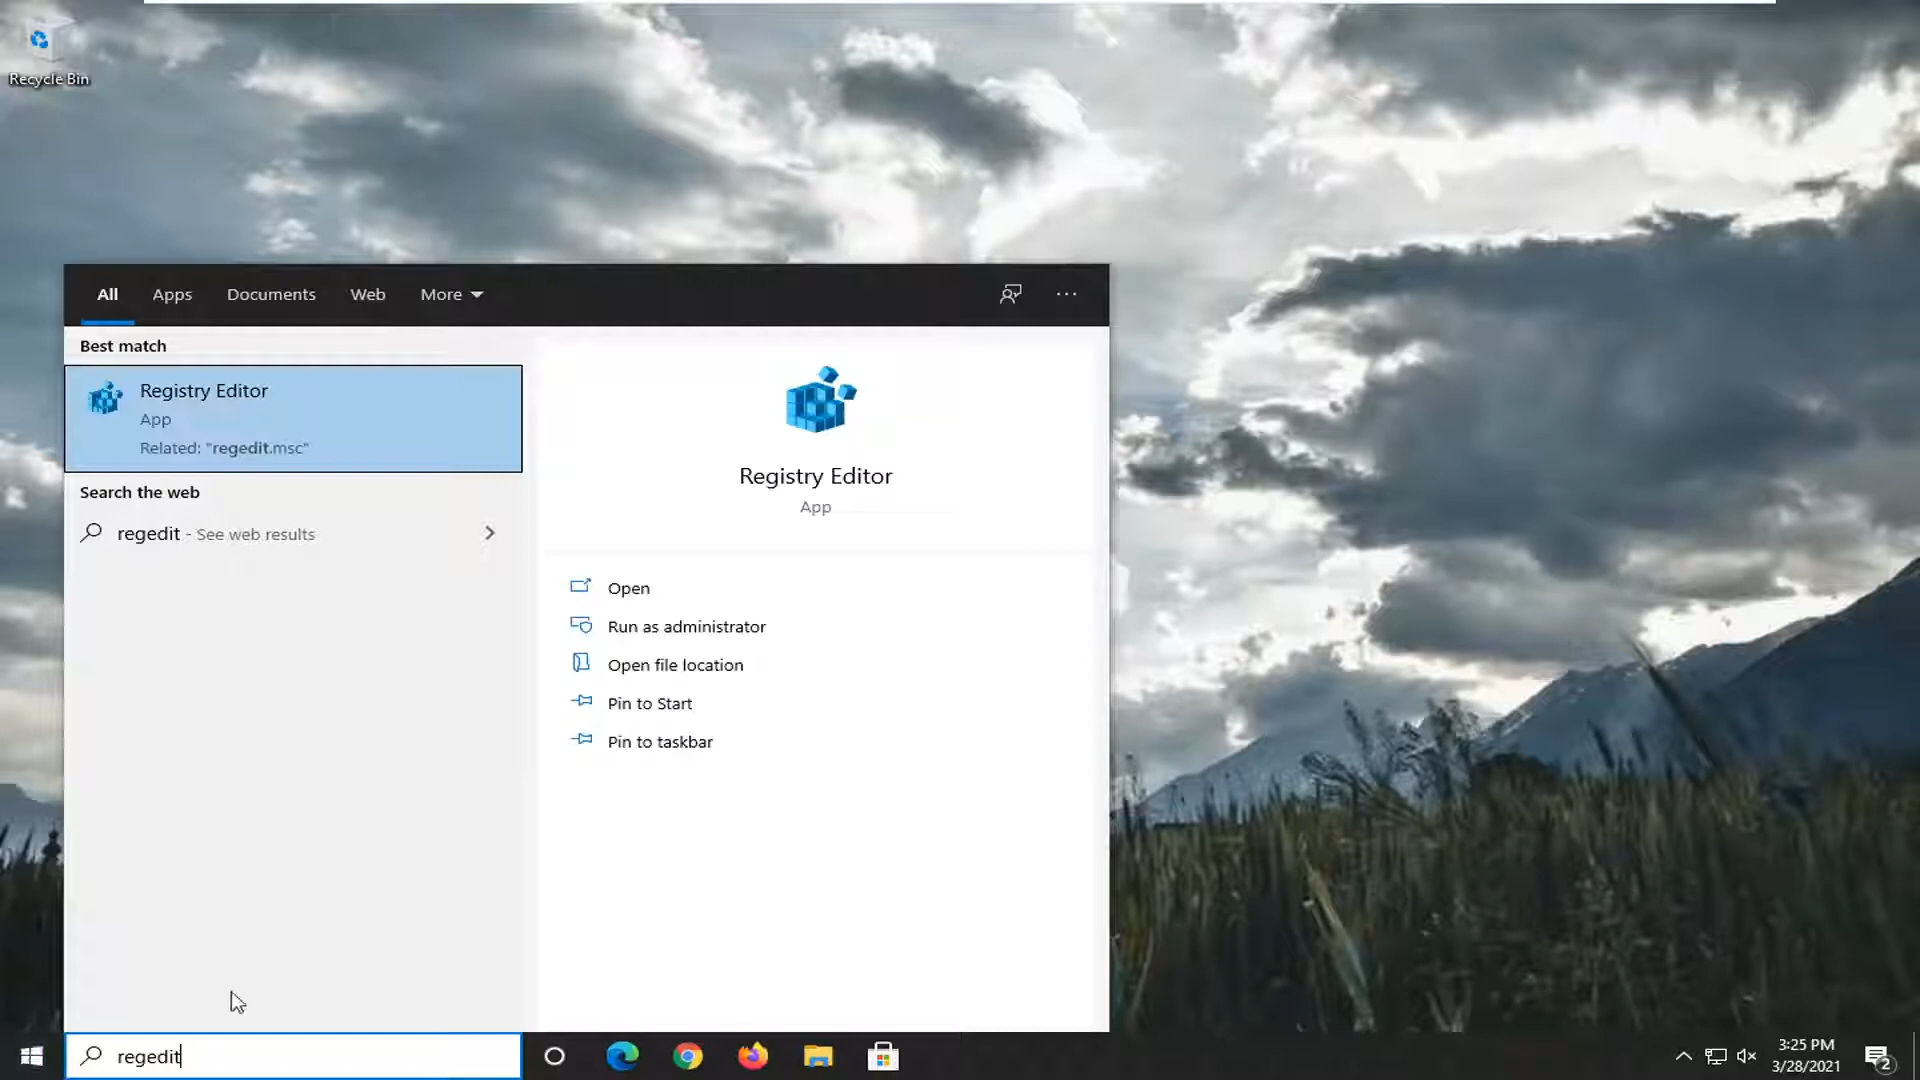 Recycle Bin
All Apps Documents Web More
Best match
Registry Editor
App
Related: "regedit.msc"
Search the web
regedit - See web results
Registry Editor
App
Open
Run as administrator
Open file location
Pin to Start
Pin to taskbar
regedit
3:25 PM
3/28/2021
2